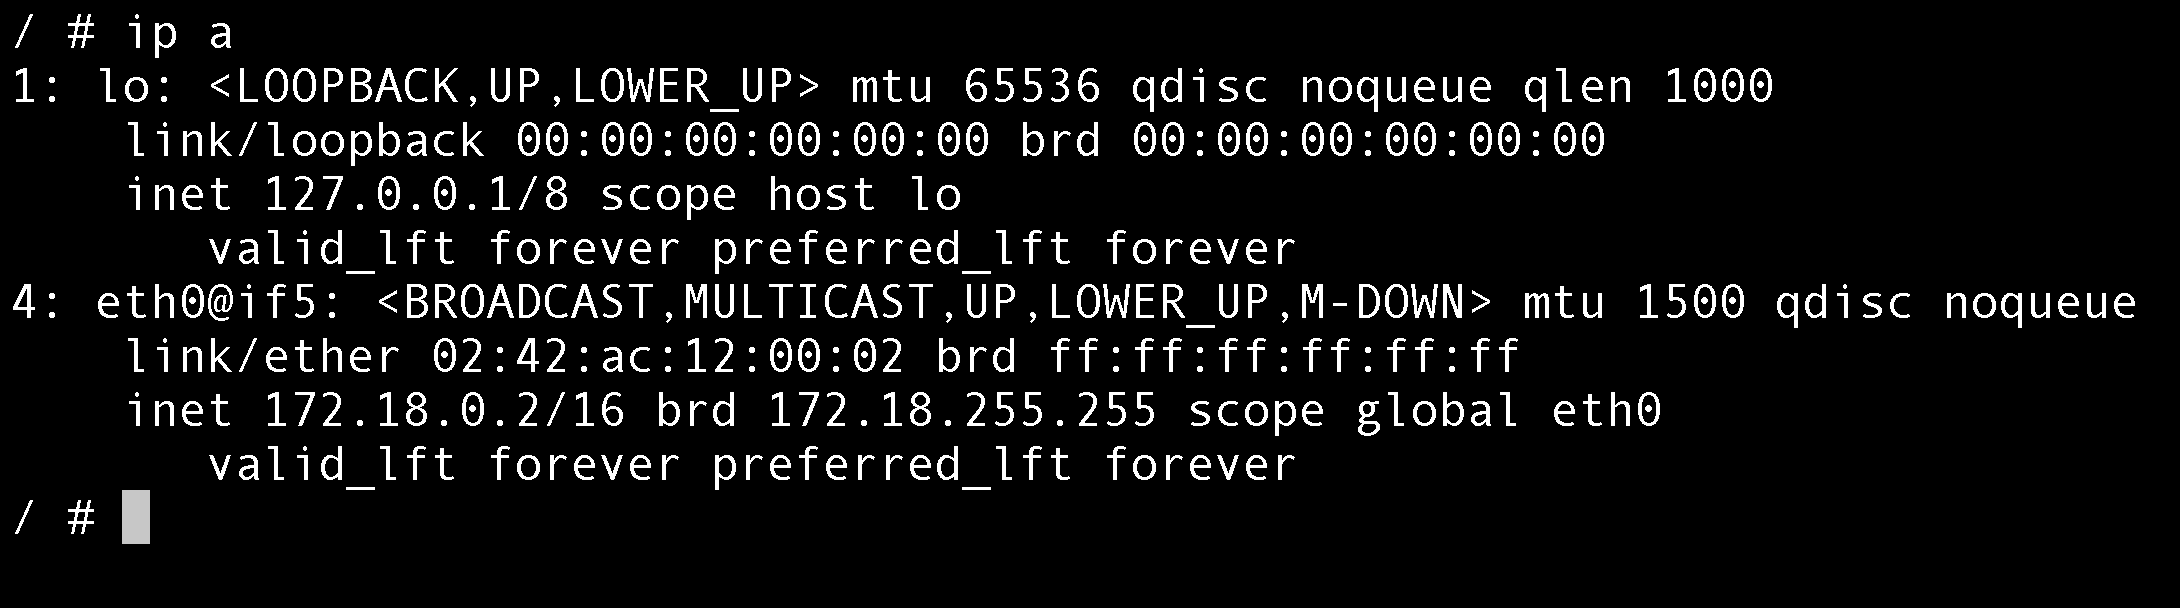 / # ip a
1: lo: <LOOPBACK,UP,LOWER_UP> mtu 65536 qdisc noqueue qlen 1000
    link/loopback 00:00:00:00:00:00 brd 00:00:00:00:00:00
    inet 127.0.0.1/8 scope host lo
       valid_lft forever preferred_lft forever
4: eth0@if5: <BROADCAST,MULTICAST,UP,LOWER_UP,M-DOWN> mtu 1500 qdisc noqueue
    link/ether 02:42:ac:12:00:02 brd ff:ff:ff:ff:ff:ff
    inet 172.18.0.2/16 brd 172.18.255.255 scope global eth0
       valid_lft forever preferred_lft forever
/ #